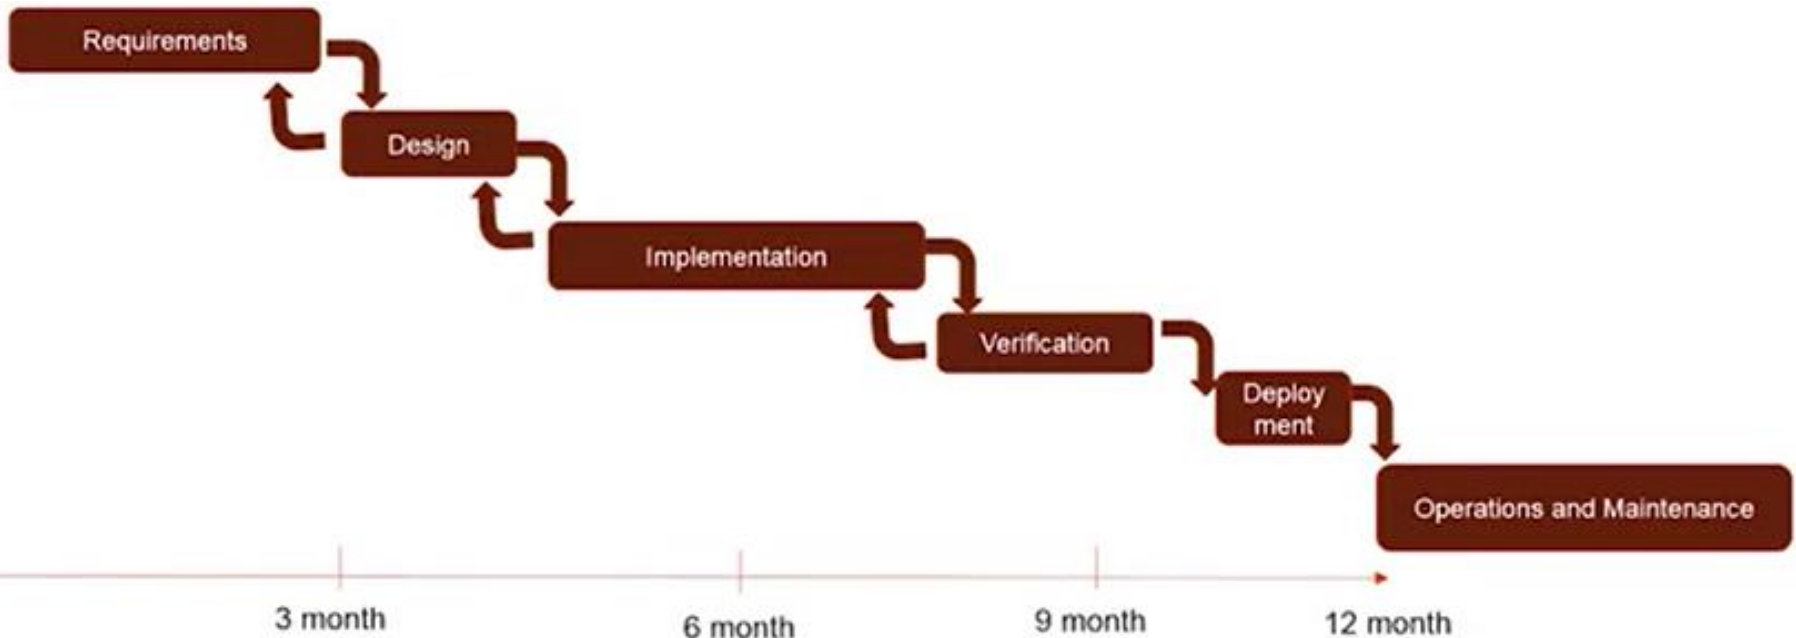 Requirements
Design
Implementation
Verification
Deploy
ment
Operations and Maintenance
3 month
6 month
9 month
12 month